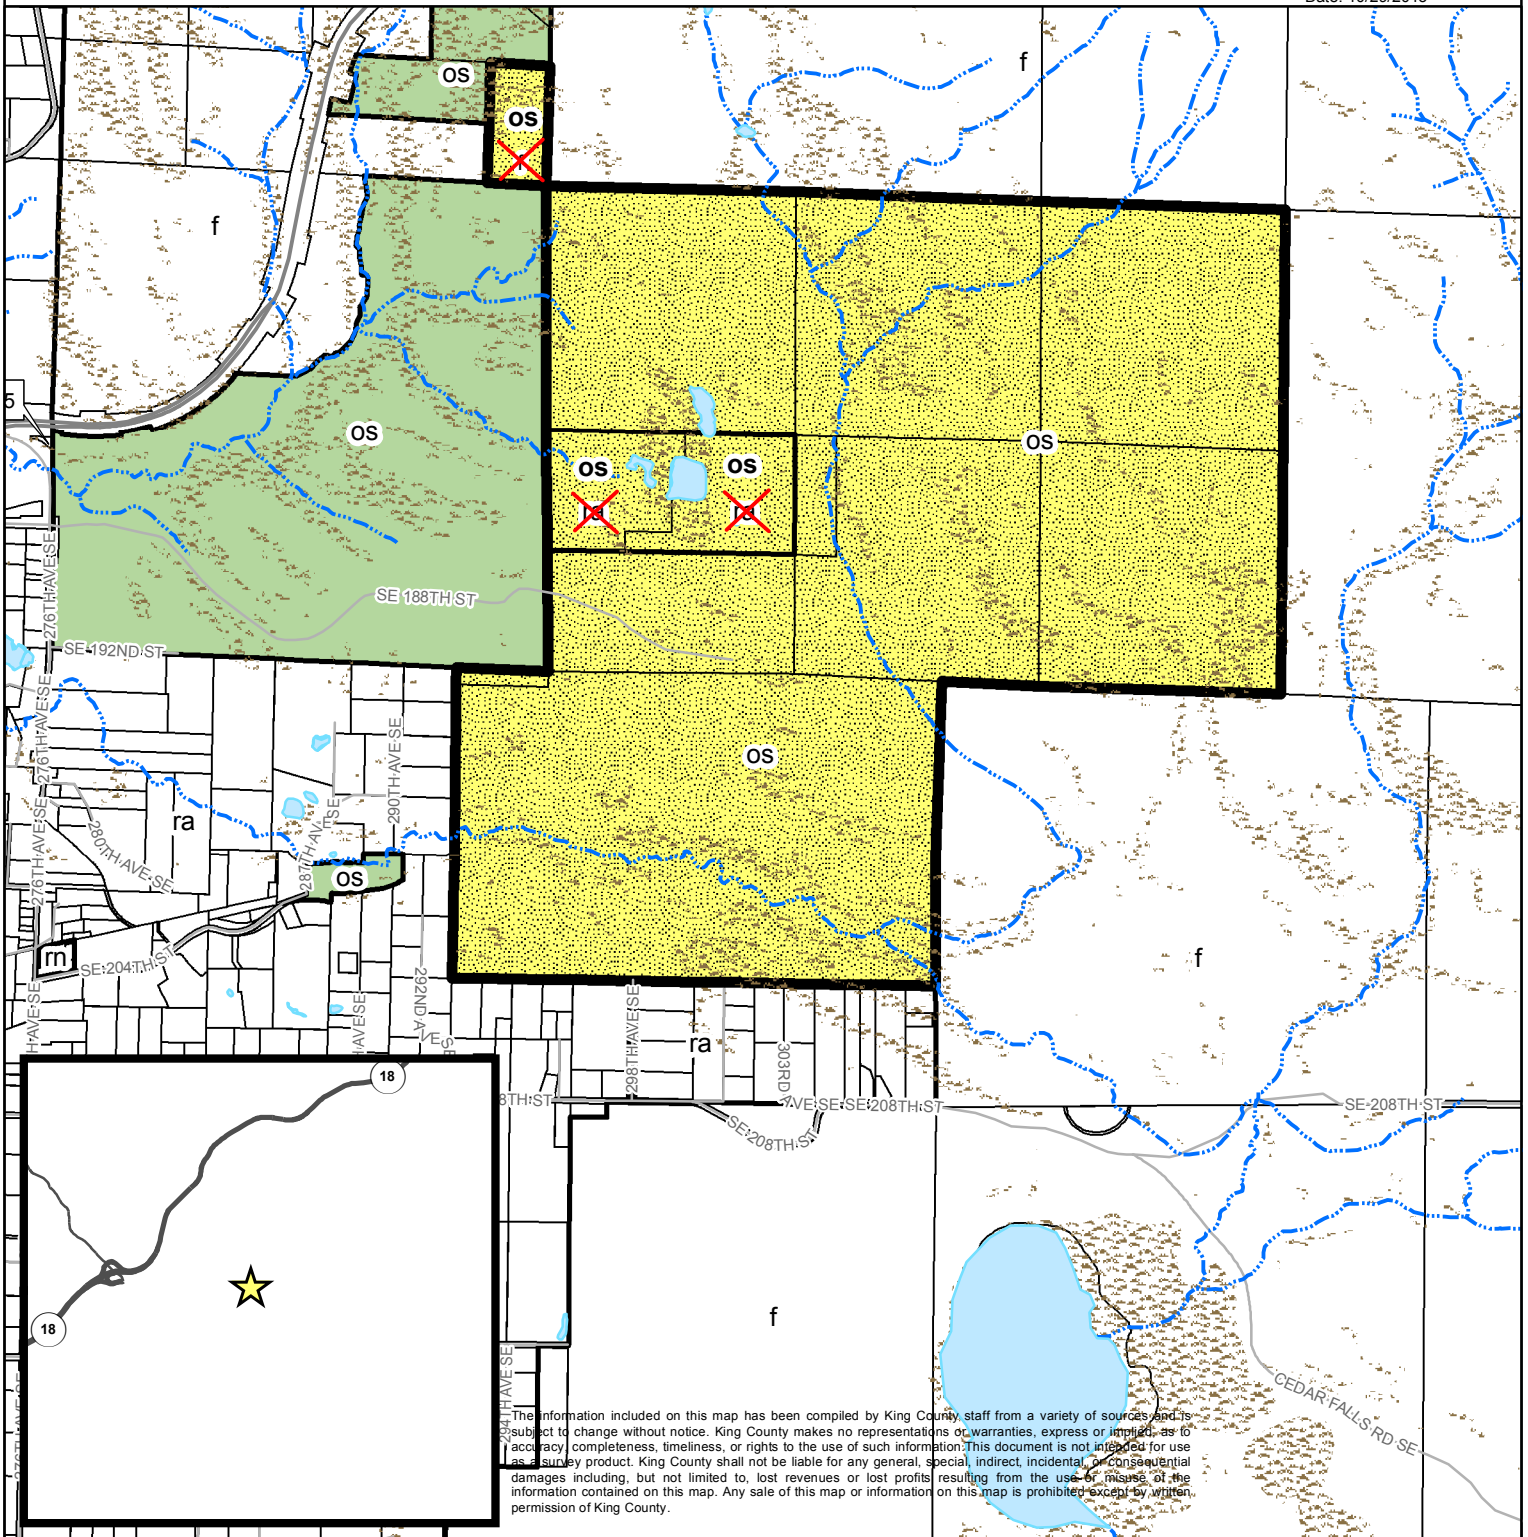 f
os
os
f
os
os
os
os
SE 188TH ST
276TH AVE SE
SE 192ND ST
276TH AVE SE
os
290TH AVE SE
276TH AVE SE
280TH AVE SE
ra
287TH AV
SE
os
rn
SE 204TH ST
f
292ND AVE SE
H AVE SE
H AVE SE
298TH AVE SE
ra
303RD AVE SE
SE 208TH ST
8TH ST
SE 208TH ST
SE 208TH ST
18
18
f
294TH AVE SE
276TH AVE SE
CEDAR FALLS RD SE
The information included on this map has been compiled by King County staff from a variety of sources and is
subject to change without notice. King County makes no representations or warranties, express or implied, as to
accuracy, completeness, timeliness, or rights to the use of such information. This document is not intended for use
as a survey product. King County shall not be liable for any general, special, indirect, incidental, or consequential
damages including, but not limited to, lost revenues or lost profits resulting from the use or misuse of the
information contained on this map. Any sale of this map or information on this map is prohibited except by written
permission of King County.